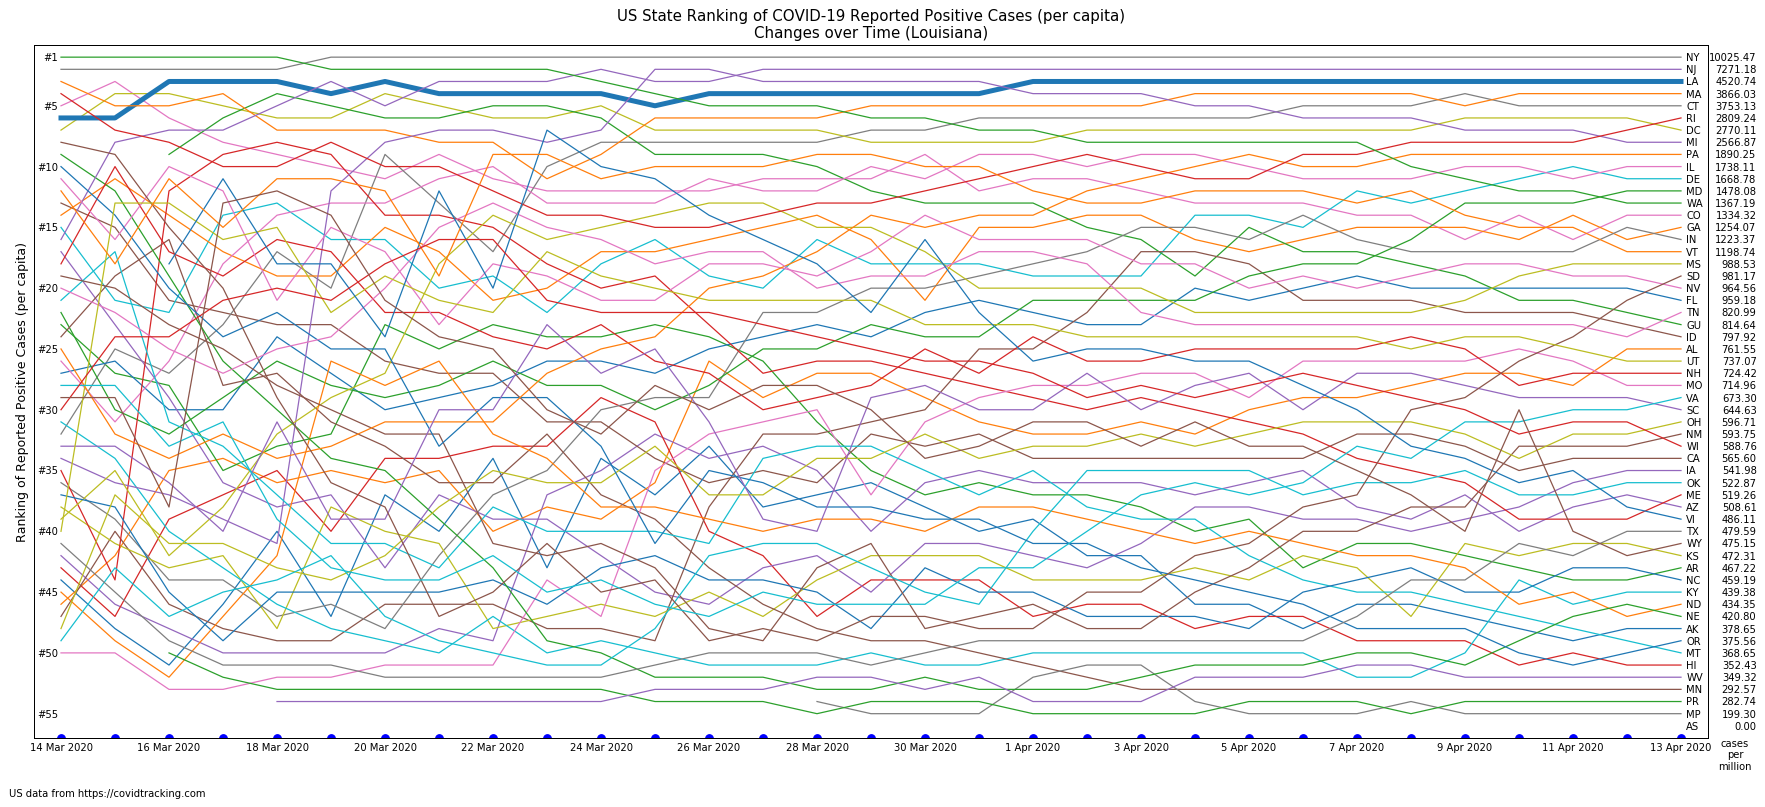 US State Ranking of COVID-19 Reported Positive Cases (per capita)
Changes over Time (Louisiana)
Ranking of Reported Positive Cases (per capita)
#1
#5
#10
#15
#20
#25
#30
#35
#40
#45
#50
#55
NY 10025.47
NJ 7271.18
LA 4520.74
MA 3866.03
CT 3753.13
RI 2809.24
DC 2770.11
MI 2566.87
PA 1890.25
IL 1738.11
DE 1668.78
MD 1478.08
WA 1367.19
CO 1334.32
GA 1254.07
IN 1223.37
VT 1198.74
MS 988.53
SD 981.17
NV 964.56
FL 959.18
TN 820.99
GU 814.64
ID 797.92
AL 761.55
UT 737.07
NH 724.42
MO 714.96
VA 673.30
SC 644.63
OH 596.71
NM 593.75
WI 588.76
CA 565.60
IA 541.98
OK 522.87
ME 519.26
AZ 508.61
VI 486.11
TX 479.59
WY 475.15
KS 472.31
AR 467.22
NC 459.19
KY 439.38
ND 434.35
NE 420.80
AK 378.65
OR 375.56
MT 368.65
HI 352.43
WV 349.32
MN 292.57
PR 282.74
MP 199.30
AS 0.00
14 Mar 2020 16 Mar 2020 18 Mar 2020 20 Mar 2020 22 Mar 2020 24 Mar 2020 26 Mar 2020 28 Mar 2020 30 Mar 2020 1 Apr 2020 3 Apr 2020 5 Apr 2020 7 Apr 2020 9 Apr 2020 11 Apr 2020 13 Apr 2020
cases
per
million
US data from https://covidtracking.com